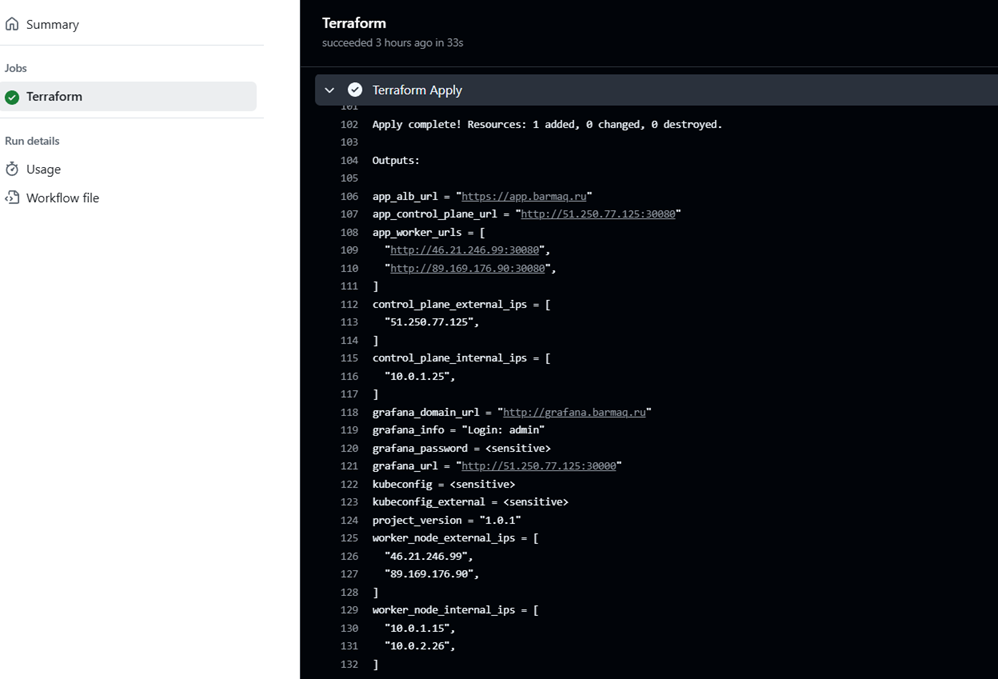 Summary
Jobs
Terraform
Run details
Usage
Workflow file
Terraform
succeeded 3 hours ago in 33s
Terraform Apply
101
102 Apply complete! Resources: 1 added, 0 changed, 0 destroyed.
103
104 Outputs:
105
106 app_alb_url = "https://app.barmaq.ru"
107 app_control_plane_url = "http://51.250.77.125:30080"
108 app_worker_urls = [
109 "http://46.21.246.99:30080",
110 "http://89.169.176.90:30080",
111 ]
112 control_plane_external_ips = [
113 "51.250.77.125",
114 ]
115 control_plane_internal_ips = [
116 "10.0.1.25",
117 ]
118 grafana_domain_url = "http://grafana.barmaq.ru"
119 grafana_info = "Login: admin"
120 grafana_password = <sensitive>
121 grafana_url = "http://51.250.77.125:30000"
122 kubeconfig = <sensitive>
123 kubeconfig_external = <sensitive>
124 project_version = "1.0.1"
125 worker_node_external_ips = [
126 "46.21.246.99",
127 "89.169.176.90",
128 ]
129 worker_node_internal_ips = [
130 "10.0.1.15",
131 "10.0.2.26",
132 ]